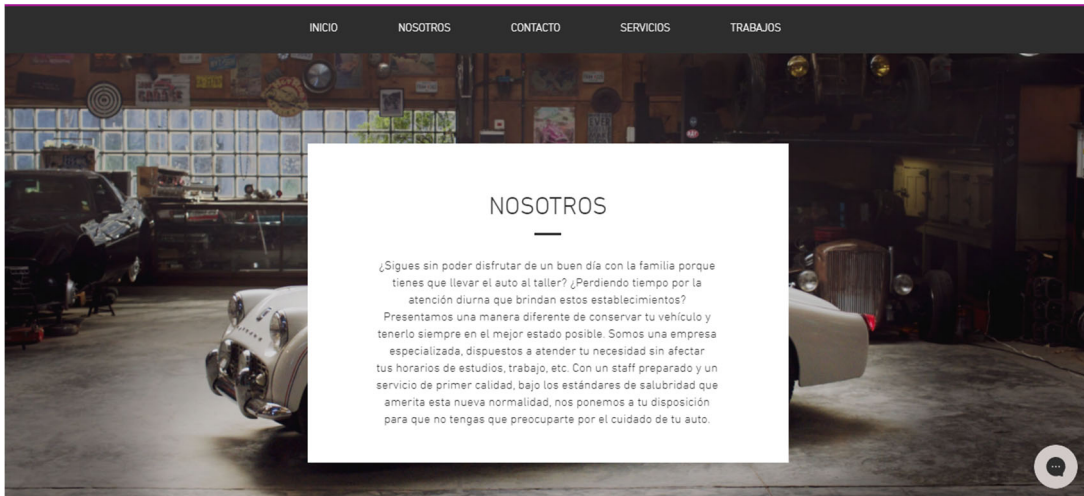 INICIO
NOSOTROS
CONTACTO
SERVICIOS
TRABAJOS
NOSOTROS
¿Sigues sin poder disfrutar de un buen día con la familia porque
tienes que llevar el auto al taller? ¿Perdiendo tiempo por la
atención diurna que brindan estos establecimientos?
Presentamos una manera diferente de conservar tu vehículo y
tenerlo siempre en el mejor estado posible. Somos una empresa
especializada, dispuestos a atender tu necesidad sin afectar
tus horarios de estudios, trabajo, etc. Con un staff preparado y un
servicio de primer calidad, bajo los estándares de salubridad que
amerita esta nueva normalidad, nos ponemos a tu disposición
para que no tengas que preocuparte por el cuidado de tu auto.